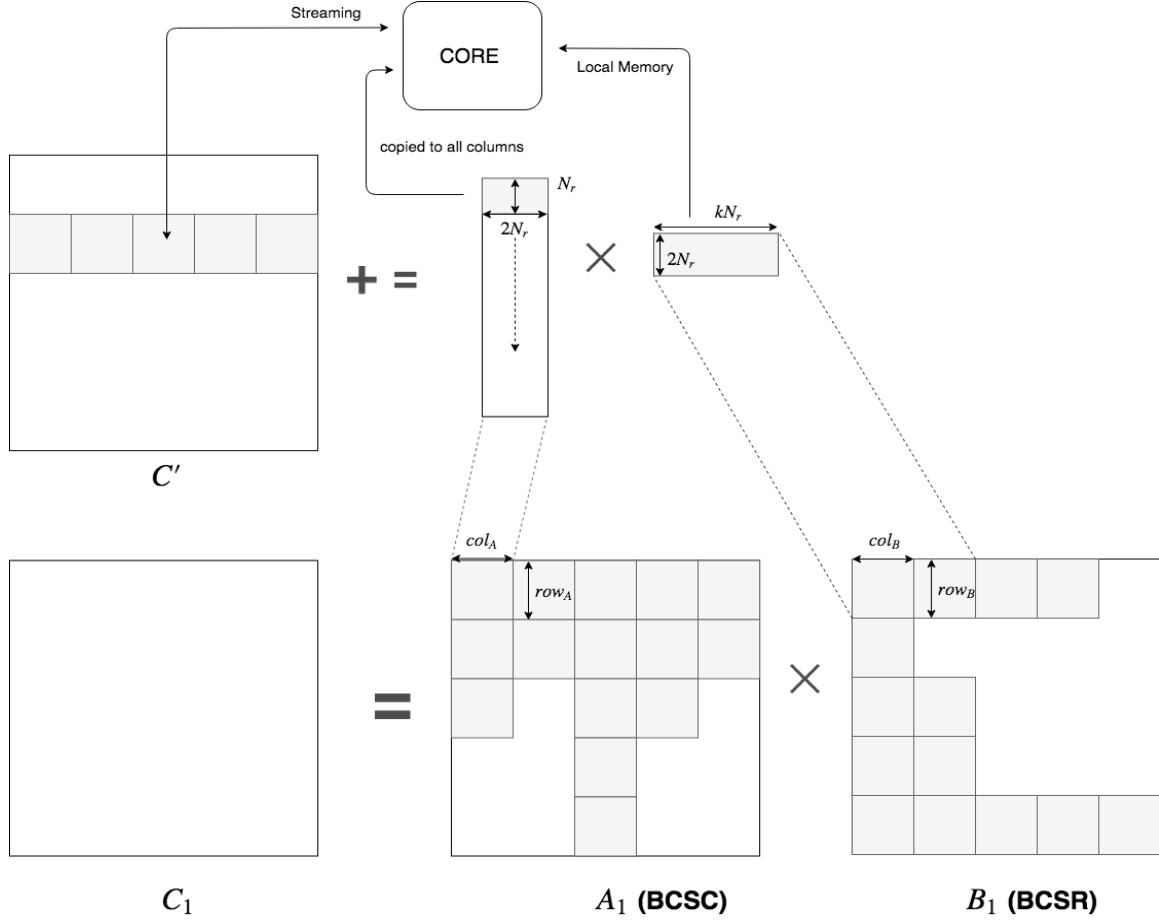 Streaming
CORE
Local Memory
copied to all columns
N_r
2N_r
kN_r
2N_r
+ =
×
C′
col_A
row_A
col_B
row_B
=
×
C_1
A_1 (BCSC)
B_1 (BCSR)